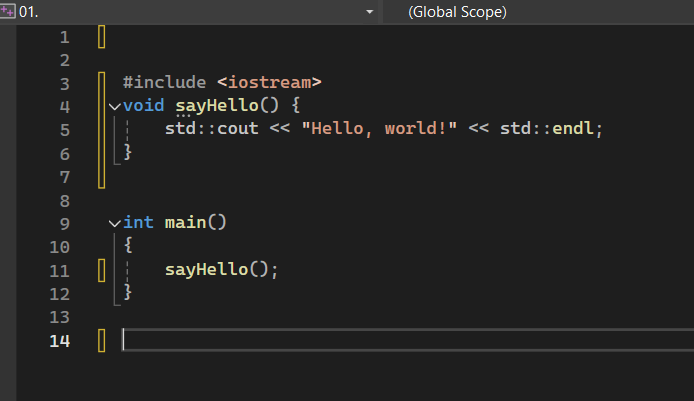 01. (Global Scope)
1
2
3 #include <iostream>
4 void sayHello() {
5 std::cout << "Hello, world!" << std::endl;
6 }
7
8
9 int main()
10 {
11 sayHello();
12 }
13
14